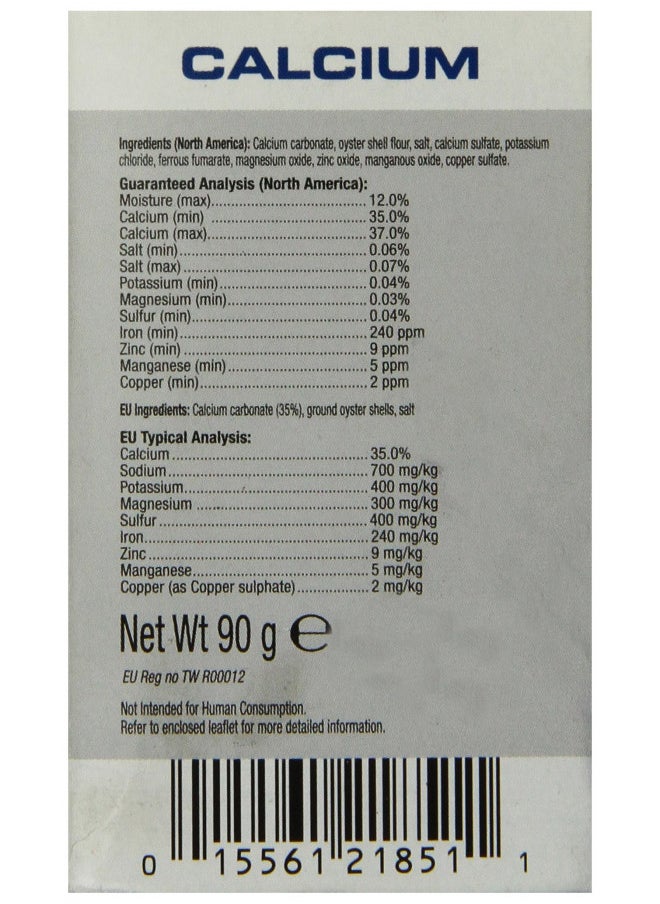 CALCIUM
Ingredients (North America): Calcium carbonate, oyster shell flour, salt, calcium sulfate, potassium
chloride, ferrous fumarate, magnesium oxide, zinc oxide, manganous oxide, copper sulfate.
Guaranteed Analysis (North America):
Moisture (max)................................ 12.0%
Calcium (min) ................................ 35.0%
Calcium (max)................................ 37.0%
Salt (min)................................ 0.06%
Salt (max)................................ 0.07%
Potassium (min)................................ 0.04%
Magnesium (min)................................ 0.03%
Sulfur (min)................................ 0.04%
Iron (min)................................ 240 ppm
Zinc (min)................................ 9 ppm
Manganese (min)................................ 5 ppm
Copper (min)................................ 2 ppm
EU Ingredients: Calcium carbonate (35%), ground oyster shells, salt
EU Typical Analysis:
Calcium................................ 35.0%
Sodium................................ 700 mg/kg
Potassium................................ 400 mg/kg
Magnesium ................................ 300 mg/kg
Sulfur................................ 400 mg/kg
Iron................................ 240 mg/kg
Zinc................................ 9 mg/kg
Manganese................................ 5 mg/kg
Copper (as Copper sulphate)................ 2 mg/kg
Net Wt 90 g ℮
EU Reg no TW R00012
Not Intended for Human Consumption.
Refer to enclosed leaflet for more detailed information.
0 15561 21851 1